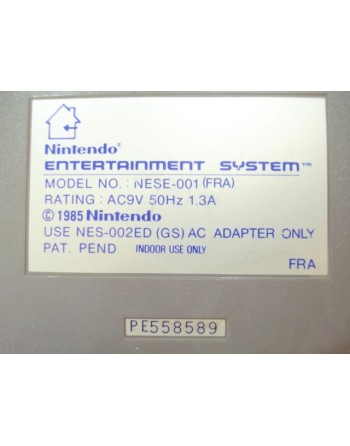 Nintendo®
ENTERTAINMENT SYSTEM™
MODEL NO. : NESE-001 (FRA)
RATING : AC9V 50Hz 1.3A
© 1985 Nintendo
USE NES-002ED (GS) AC ADAPTER ONLY
PAT. PEND INDOOR USE ONLY
FRA
PE558589